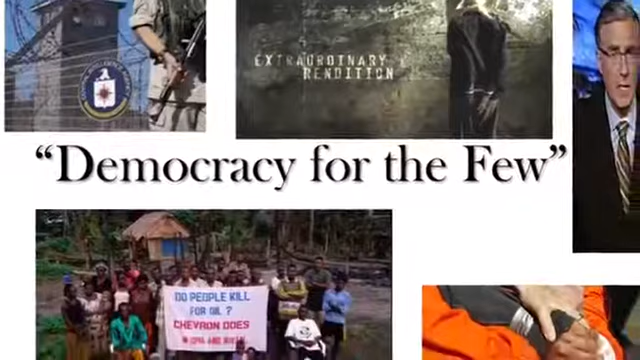 EXTRAORDINARY
RENDITION
“Democracy for the Few”
DO PEOPLE KILL
FOR OIL ?
CHEVRON DOES